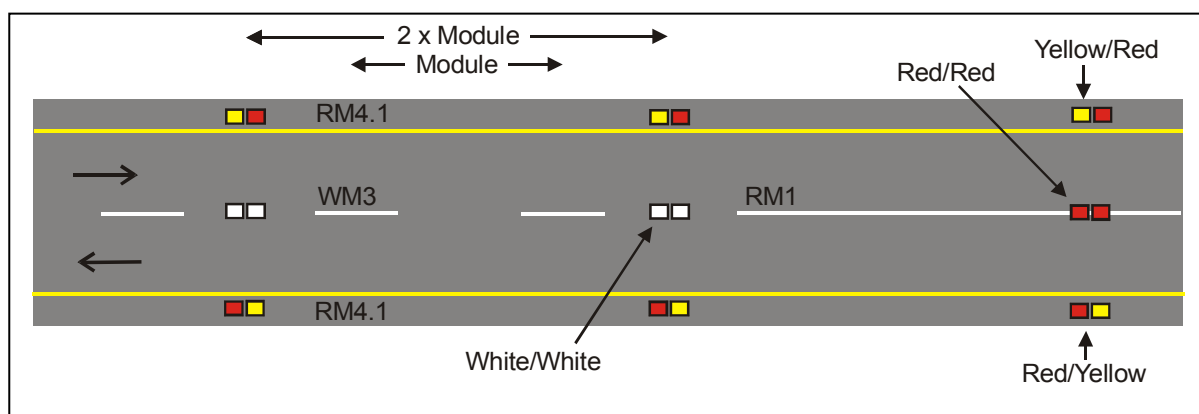 2 x Module
Module
Yellow/Red
Red/Red
RM4.1
WM3
RM1
RM4.1
White/White
Red/Yellow